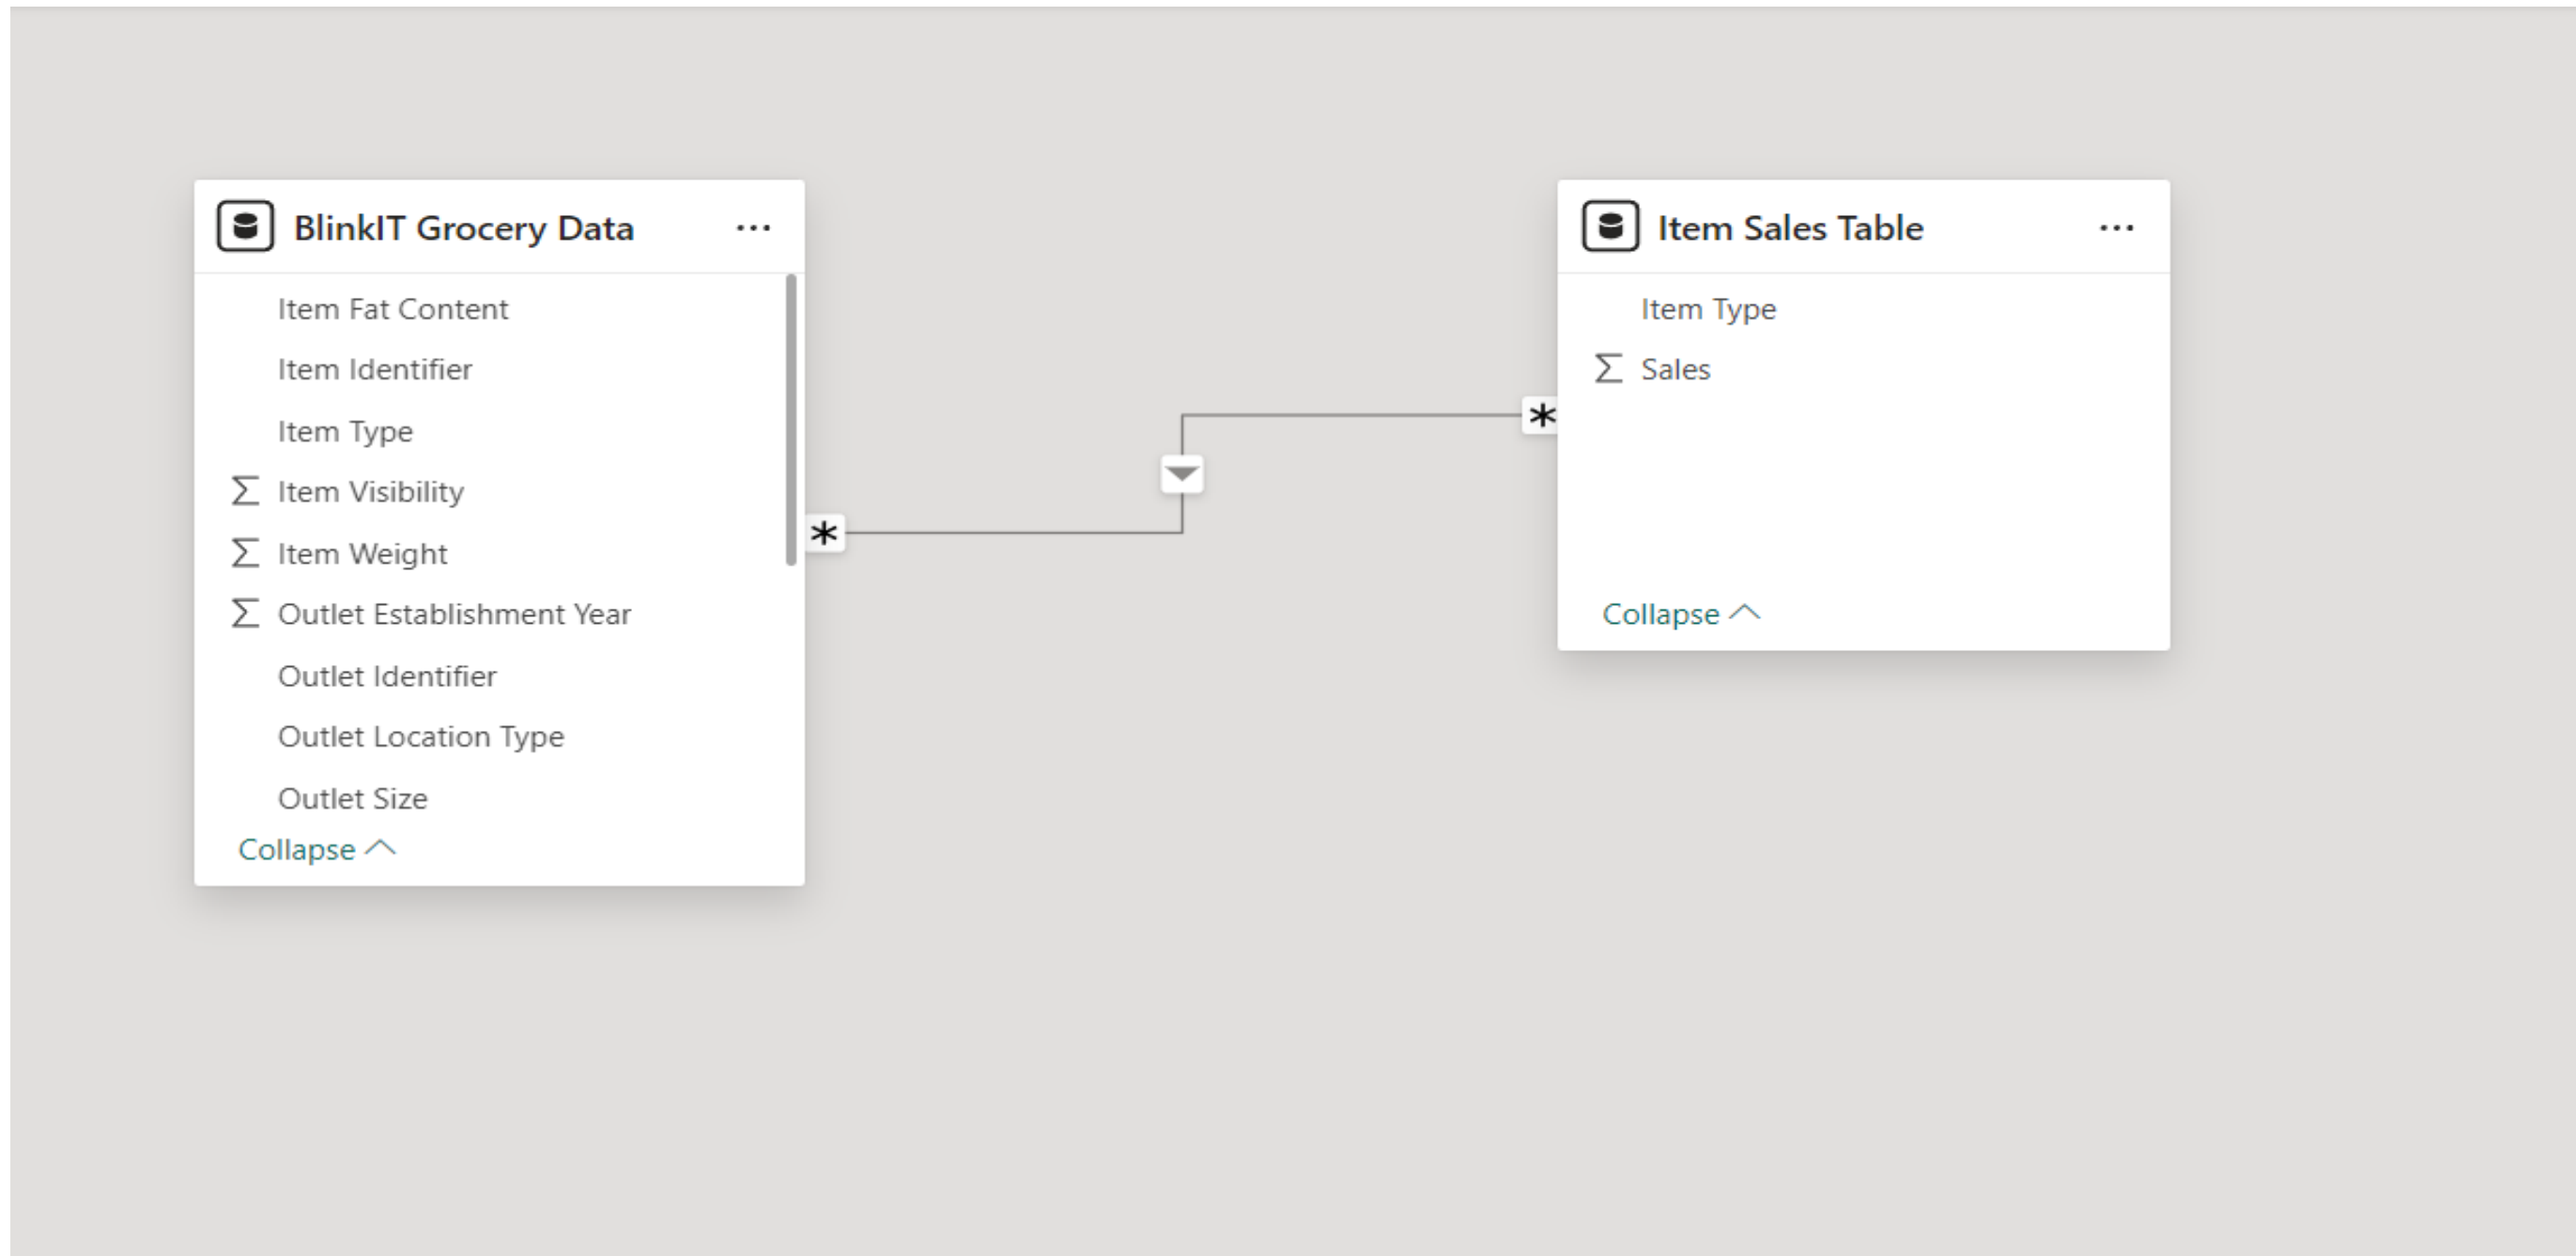 BlinkIT Grocery Data
Item Fat Content
Item Identifier
Item Type
∑ Item Visibility
∑ Item Weight
∑ Outlet Establishment Year
Outlet Identifier
Outlet Location Type
Outlet Size
Collapse
*
*
Item Sales Table
Item Type
∑ Sales
Collapse